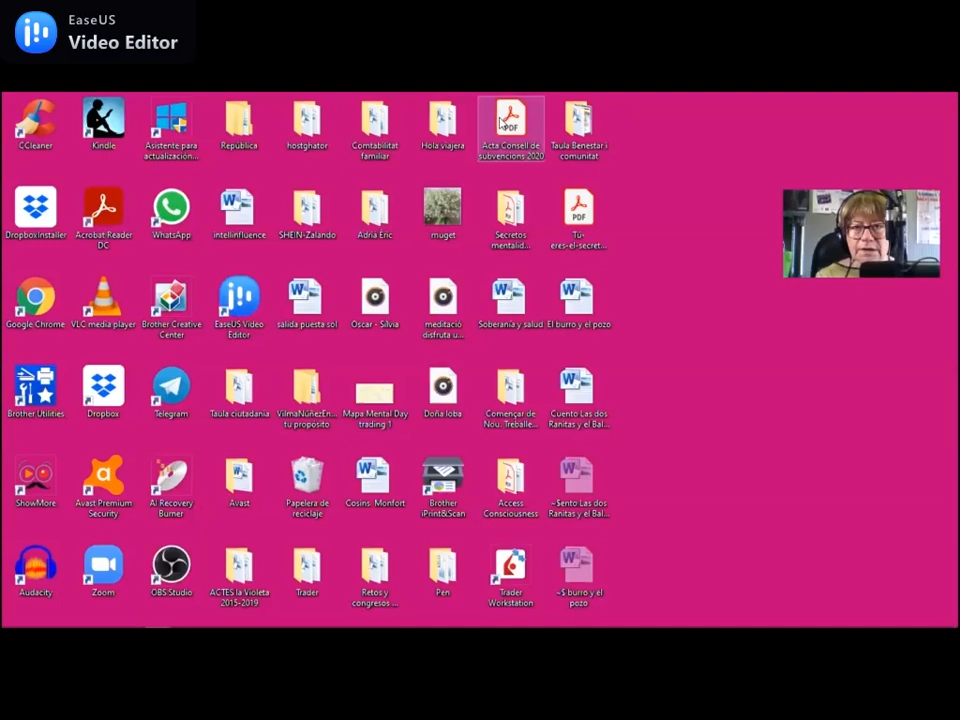 EaseUS
Video Editor
CCleaner
Kindle
Asistente para
actualización...
República
hostghator
Comtabilitat
familiar
Hola viajera
PDF
Acta Consell de
subvencions 2020
Taula Benestar i
comunitat
DropboxInstaller
Acrobat Reader
DC
WhatsApp
intellinfluence
SHEIN-Zalando
Adrià Eric
muget
Secretos
mentalid...
PDF
Tú-
eres-el-secret...
Google Chrome
VLC media player
Brother Creative
Center
EaseUS Video
Editor
salida puesta sol
Oscar - Silvia
meditacio
disfruta u...
Soberanía y salud
El burro y el pozo
Brother Utilities
Dropbox
Telegram
Taula ciutadania
VilmaNúñezEn...
tu propósito
Mapa Mental Day
trading 1
Doña loba
Començar de
Nou. Treballe...
Cuento Las dos
Ranitas y el Bal...
ShowMore
Avast Premium
Security
AI Recovery
Burner
Avast
Papelera de
reciclaje
Cosins Monfort
Brother
iPrint&Scan
Access
Consciousness
~$ento Las dos
Ranitas y el Bal...
Audacity
Zoom
OBS Studio
ACTES la Violeta
2015-2019
Trader
Retos y
congresos ...
Pen
Trader
Workstation
~$ burro y el
pozo